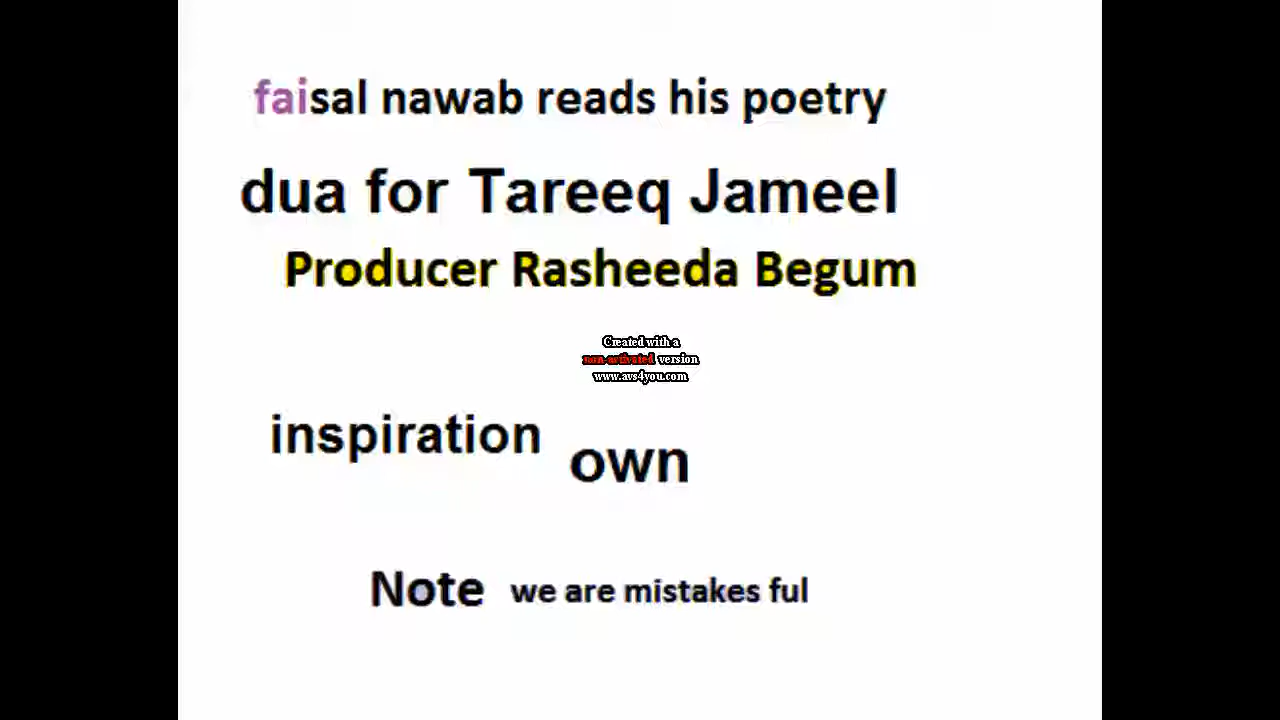 faisal nawab reads his poetry
dua for Tareeq Jameel
Producer Rasheeda Begum
Created with a
non-activated version
www.avs4you.com
inspiration own
Note we are mistakes ful